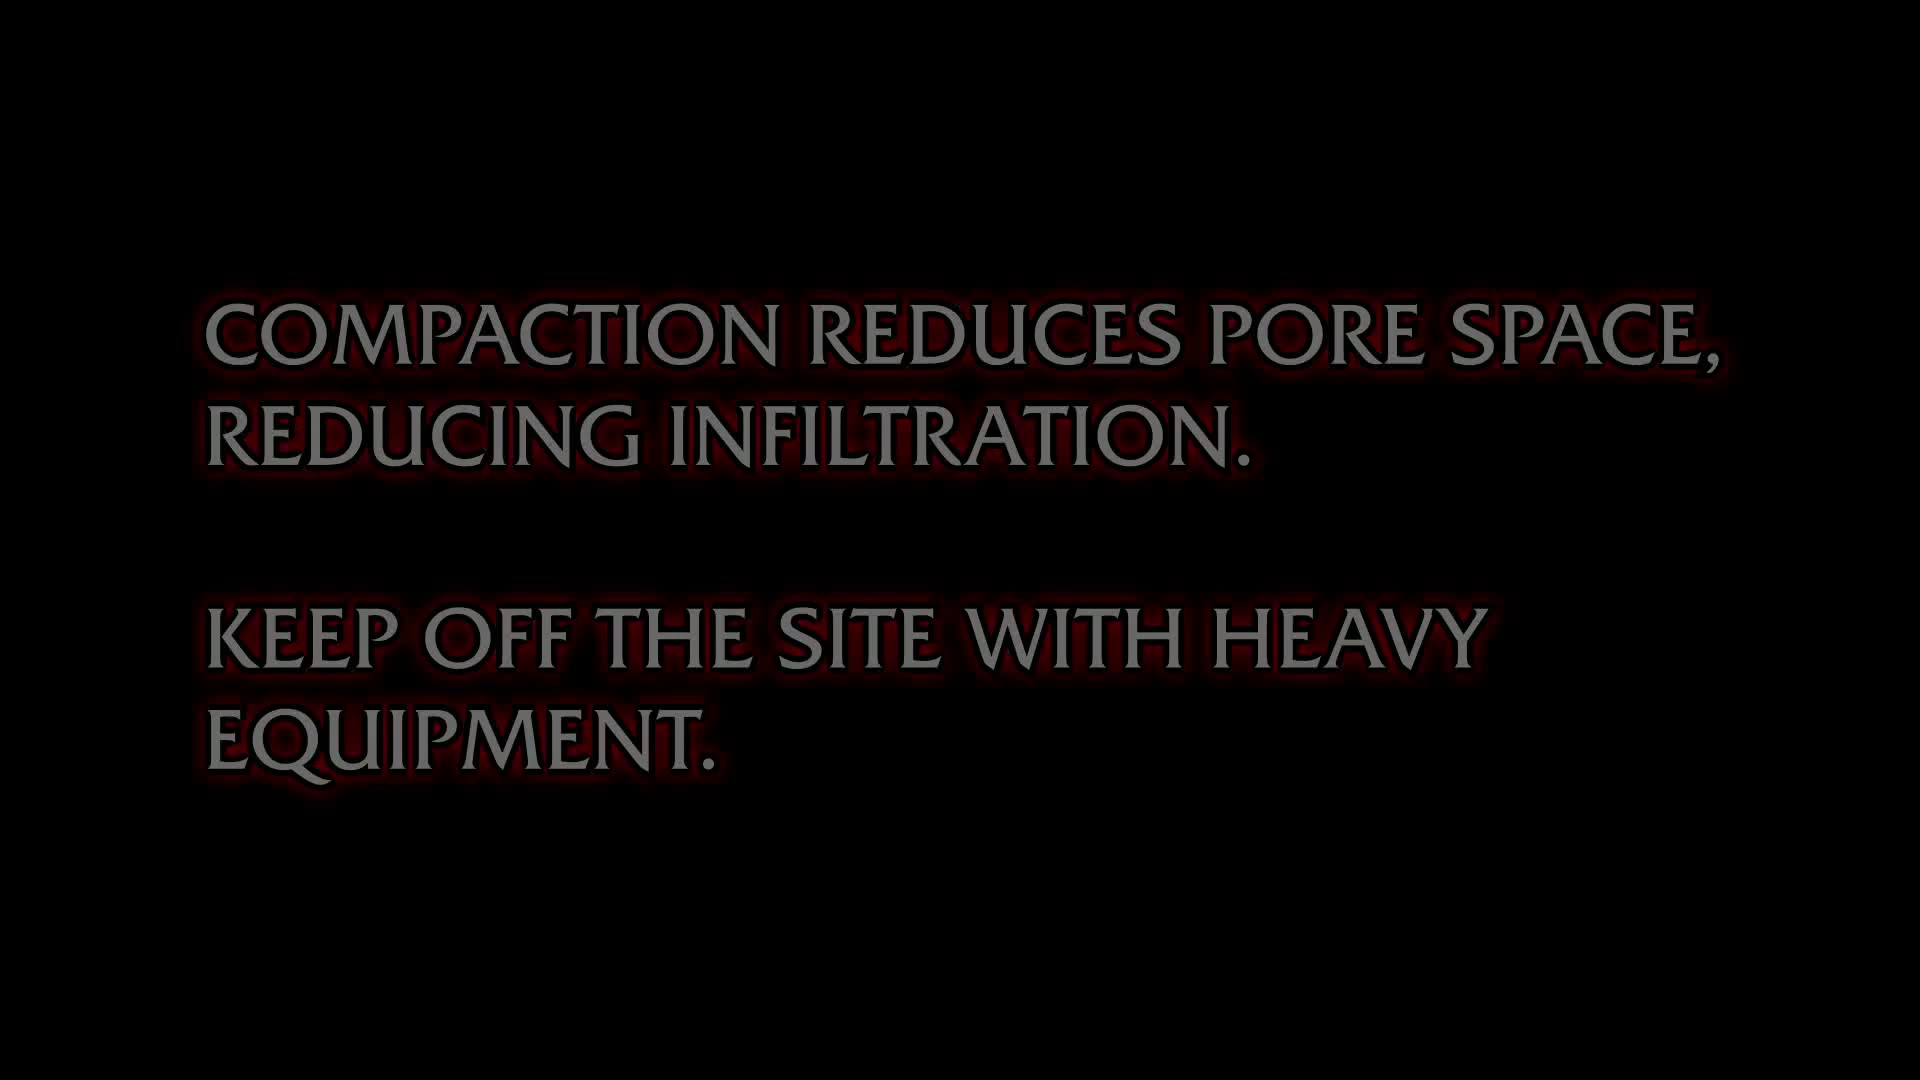 COMPACTION REDUCES PORE SPACE,
REDUCING INFILTRATION.
KEEP OFF THE SITE WITH HEAVY
EQUIPMENT.